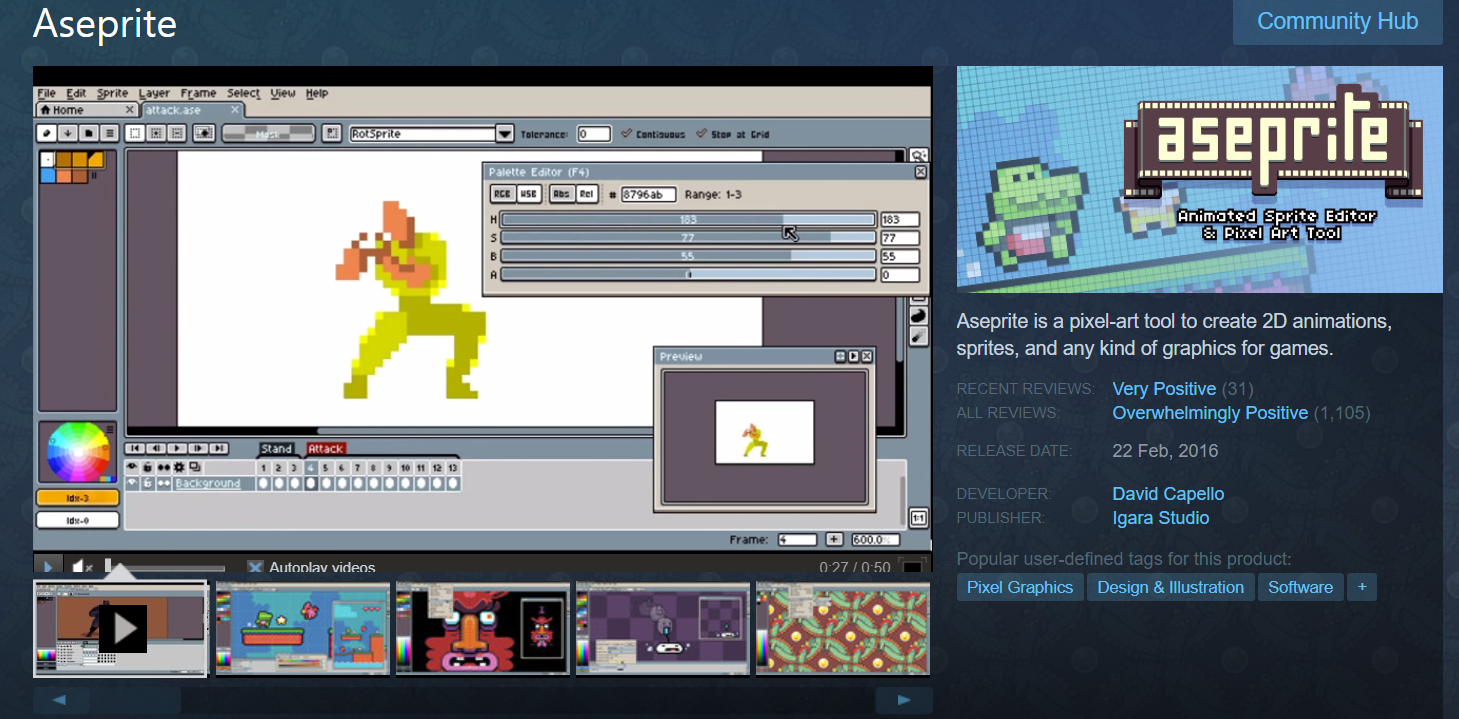 Aseprite
Community Hub
File Edit Sprite Layer Frame Select View Help
Home
attack.ase
RotSprite
Tolerance: 0
Contiguous
Stop at Grid
Palette Editor (F4)
RGB HSB Abs Rel # 8796ab Range: 1-3
H 183 183
S 77 77
B 55 55
A 0
Preview
Stand Attack
1 2 3 4 5 6 7 8 9 10 11 12 13
Background
Idx-3
Idx-0
1:1
Frame: 4 + 600.0
Autoplay videos
0:27 / 0:50
aseprite
Animated Sprite Editor
& Pixel Art Tool
Aseprite is a pixel-art tool to create 2D animations,
sprites, and any kind of graphics for games.
RECENT REVIEWS: Very Positive (31)
ALL REVIEWS: Overwhelmingly Positive (1,105)
RELEASE DATE: 22 Feb, 2016
DEVELOPER: David Capello
PUBLISHER: Igara Studio
Popular user-defined tags for this product:
Pixel Graphics Design & Illustration Software +